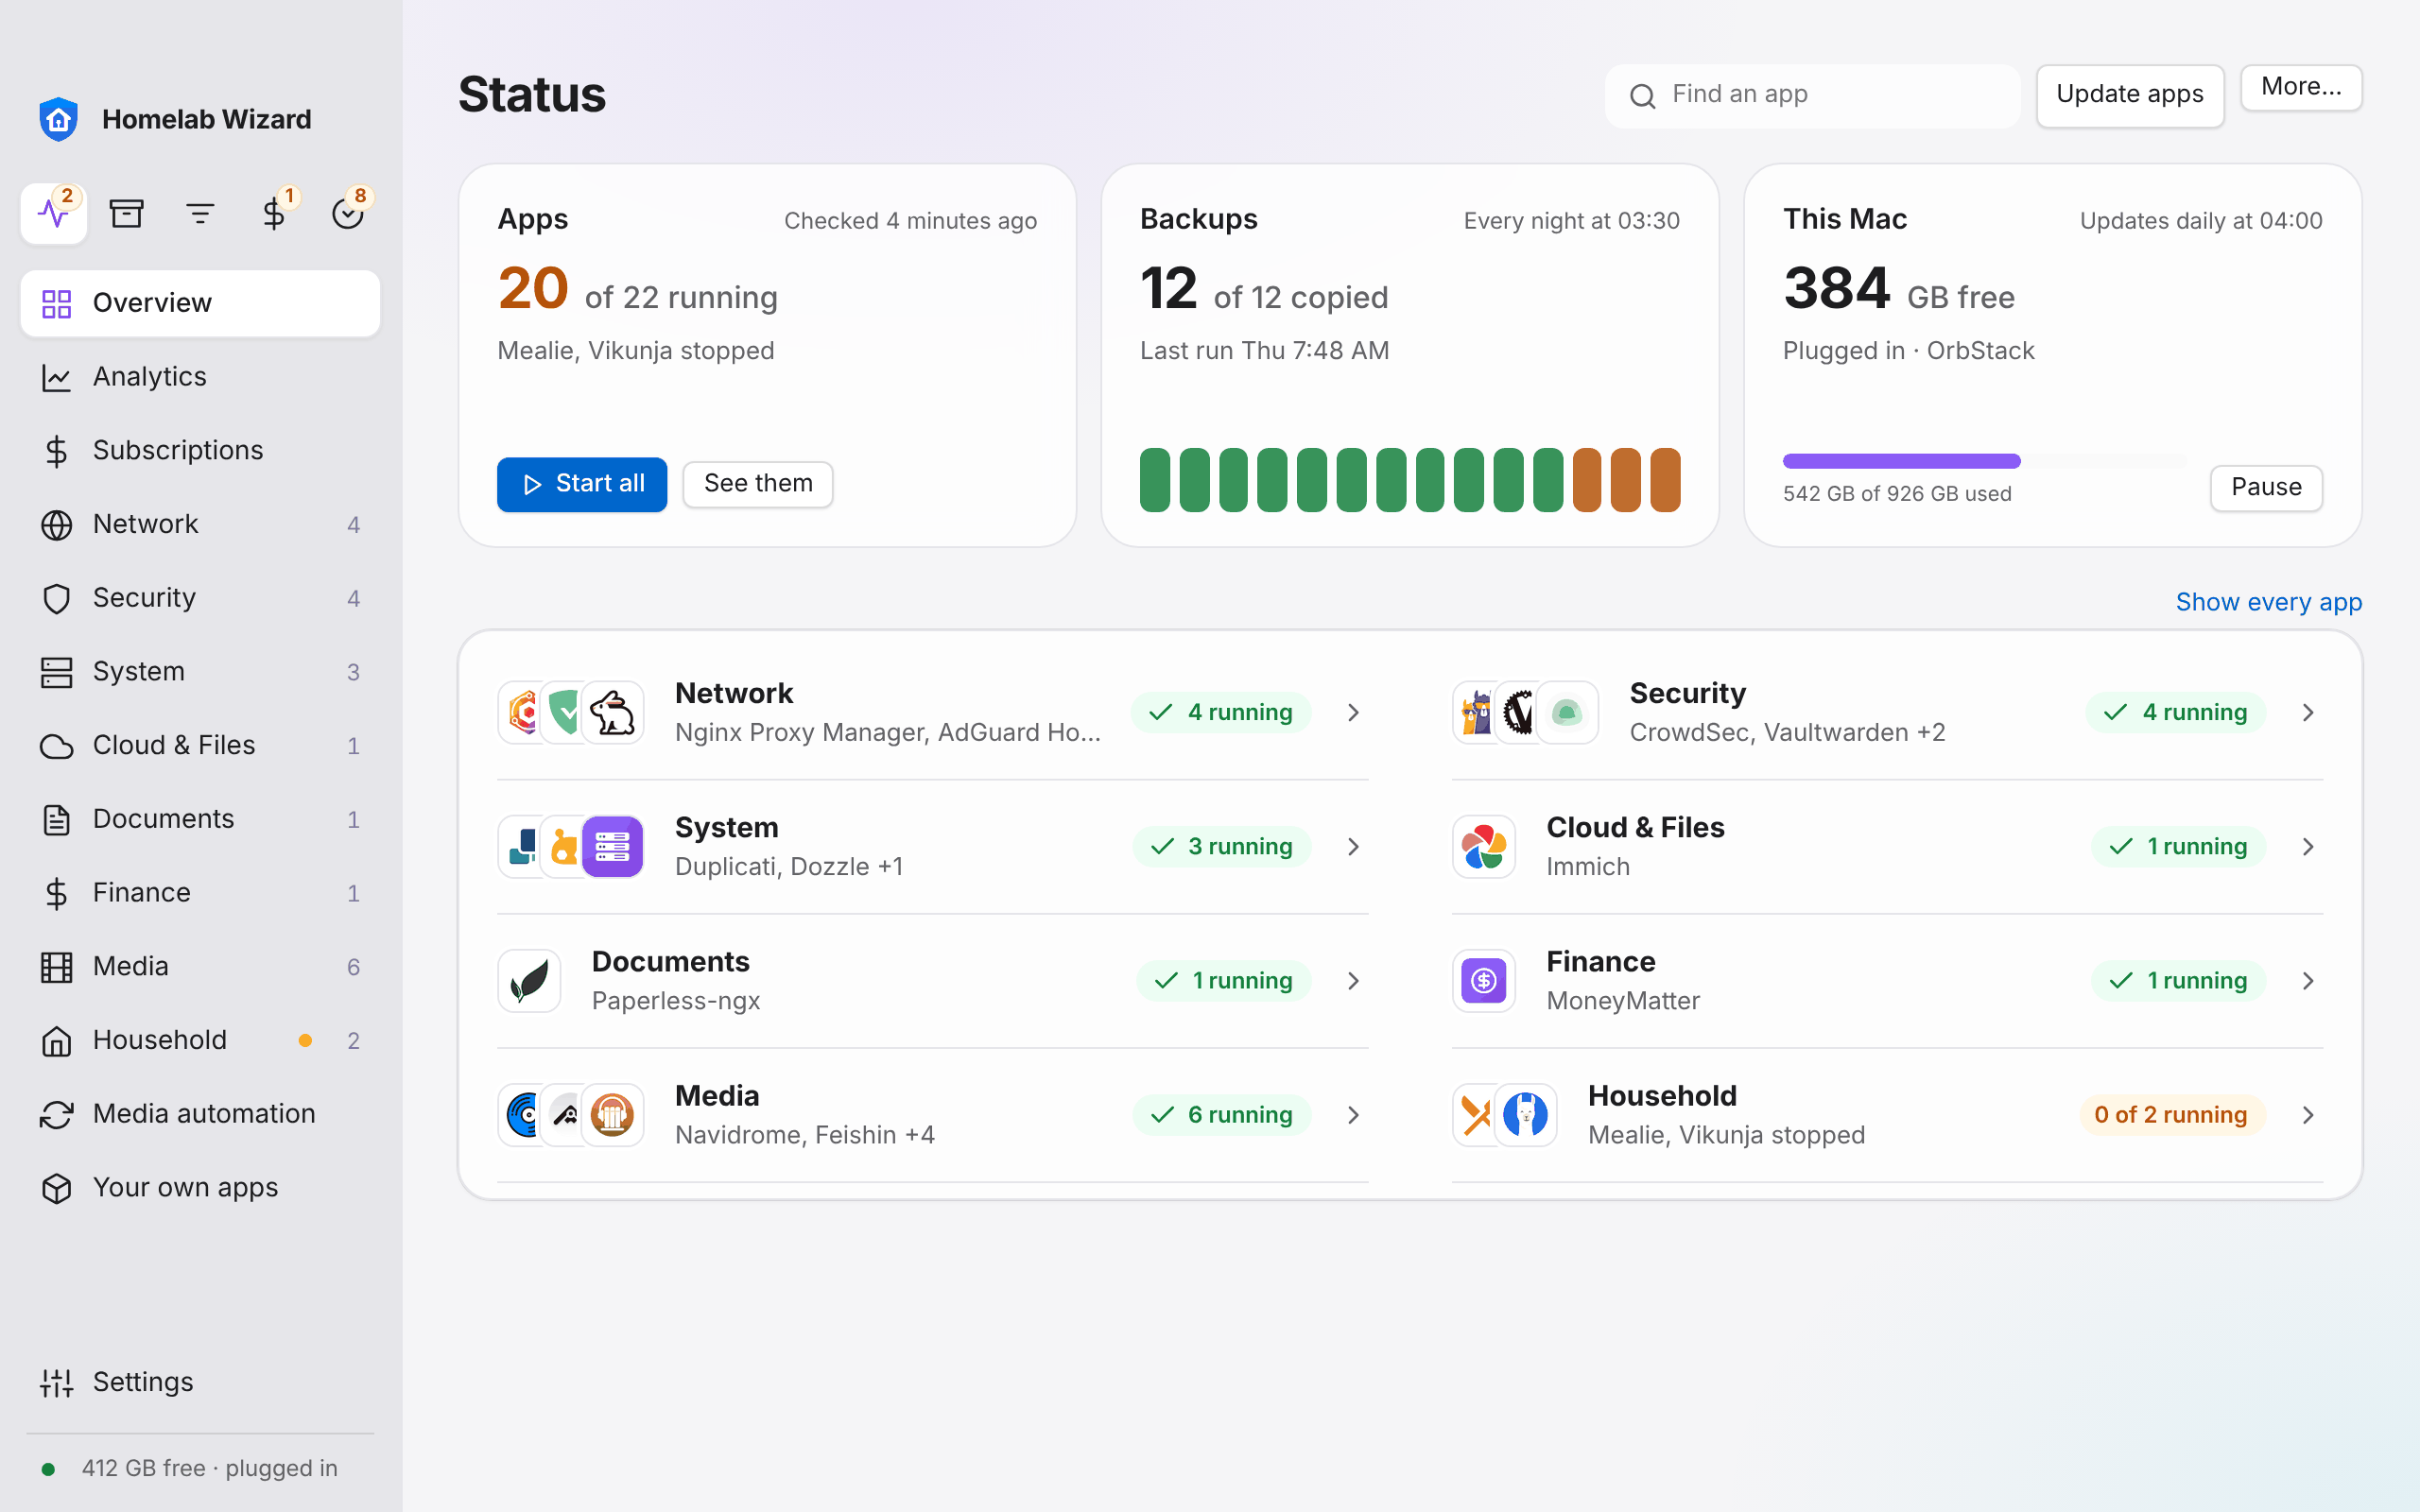 Homelab Wizard
2
1
8
Overview
Analytics
Subscriptions
Network 4
Security 4
System 3
Cloud & Files 1
Documents 1
Finance 1
Media 6
Household 2
Media automation
Your own apps
Settings
412 GB free · plugged in
Status
Find an app
Update apps
More...
Apps
Checked 4 minutes ago
20 of 22 running
Mealie, Vikunja stopped
Start all
See them
Backups
Every night at 03:30
12 of 12 copied
Last run Thu 7:48 AM
This Mac
Updates daily at 04:00
384 GB free
Plugged in · OrbStack
542 GB of 926 GB used
Pause
Show every app
Network
Nginx Proxy Manager, AdGuard Ho...
4 running
Security
CrowdSec, Vaultwarden +2
4 running
System
Duplicati, Dozzle +1
3 running
Cloud & Files
Immich
1 running
Documents
Paperless-ngx
1 running
Finance
MoneyMatter
1 running
Media
Navidrome, Feishin +4
6 running
Household
Mealie, Vikunja stopped
0 of 2 running